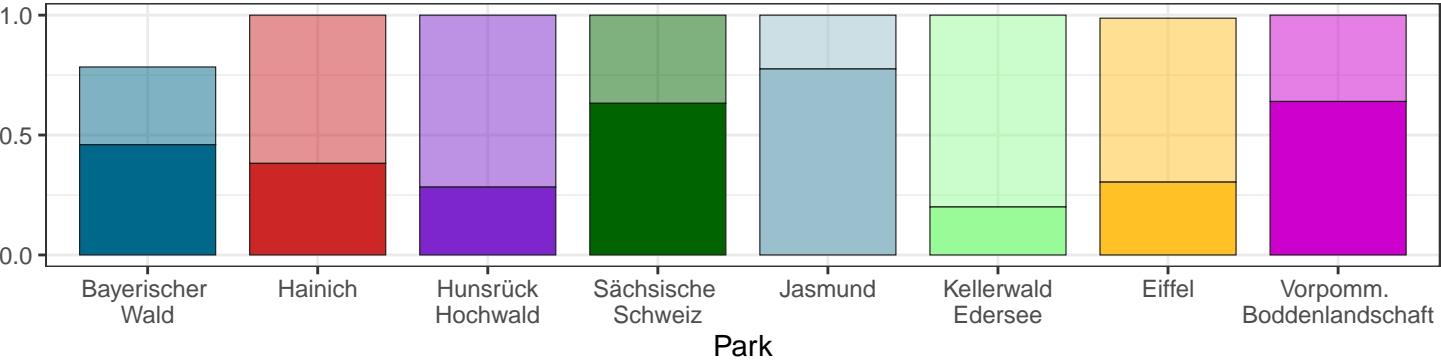 1.0
0.5
0.0
Bayerischer Wald
Hainich
Hunsrück Hochwald
Sächsische Schweiz
Jasmund
Kellerwald Edersee
Eiffel
Vorpomm. Boddenlandschaft
Park